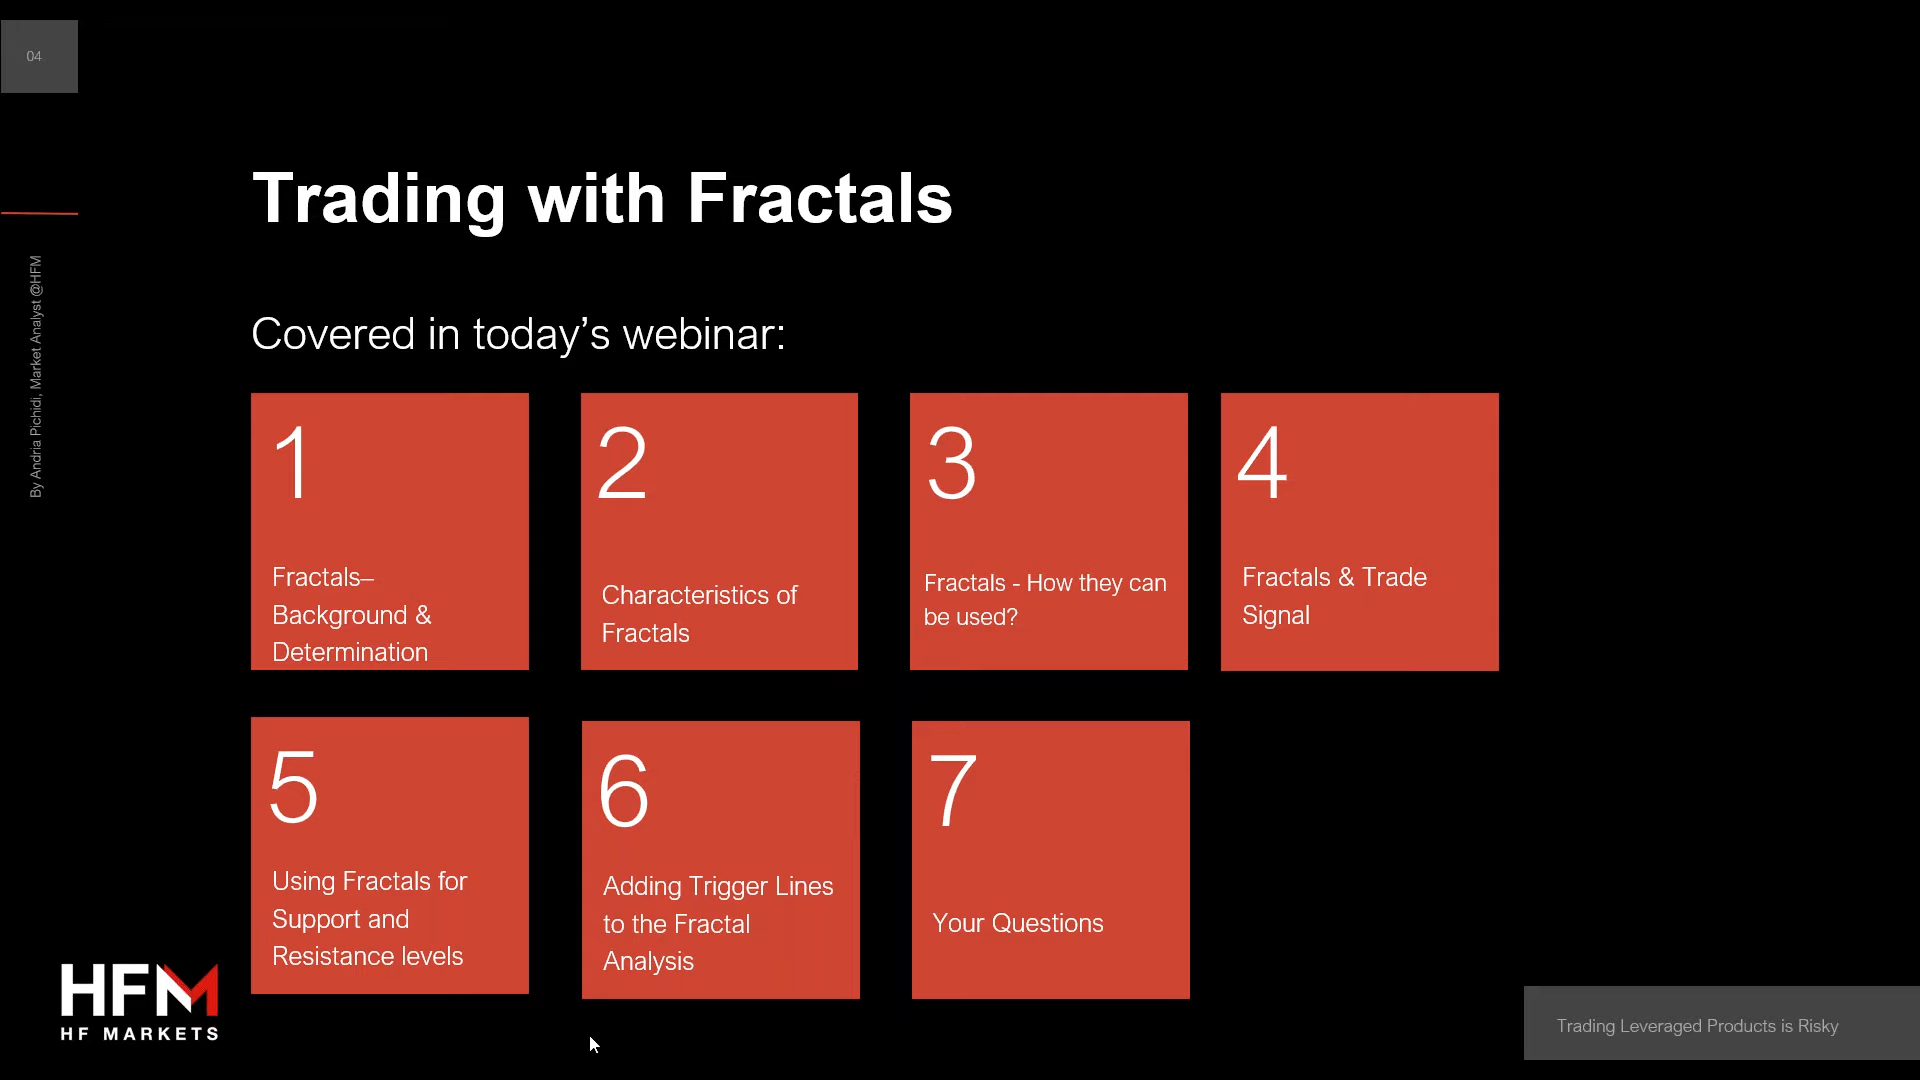 04
By Andria Pichidi, Market Analyst @HFM
Trading with Fractals
Covered in today’s webinar:
1
Fractals–
Background &
Determination
2
Characteristics of
Fractals
3
Fractals - How they can
be used?
4
Fractals & Trade
Signal
5
Using Fractals for
Support and
Resistance levels
6
Adding Trigger Lines
to the Fractal
Analysis
7
Your Questions
HFM
HF MARKETS
Trading Leveraged Products is Risky